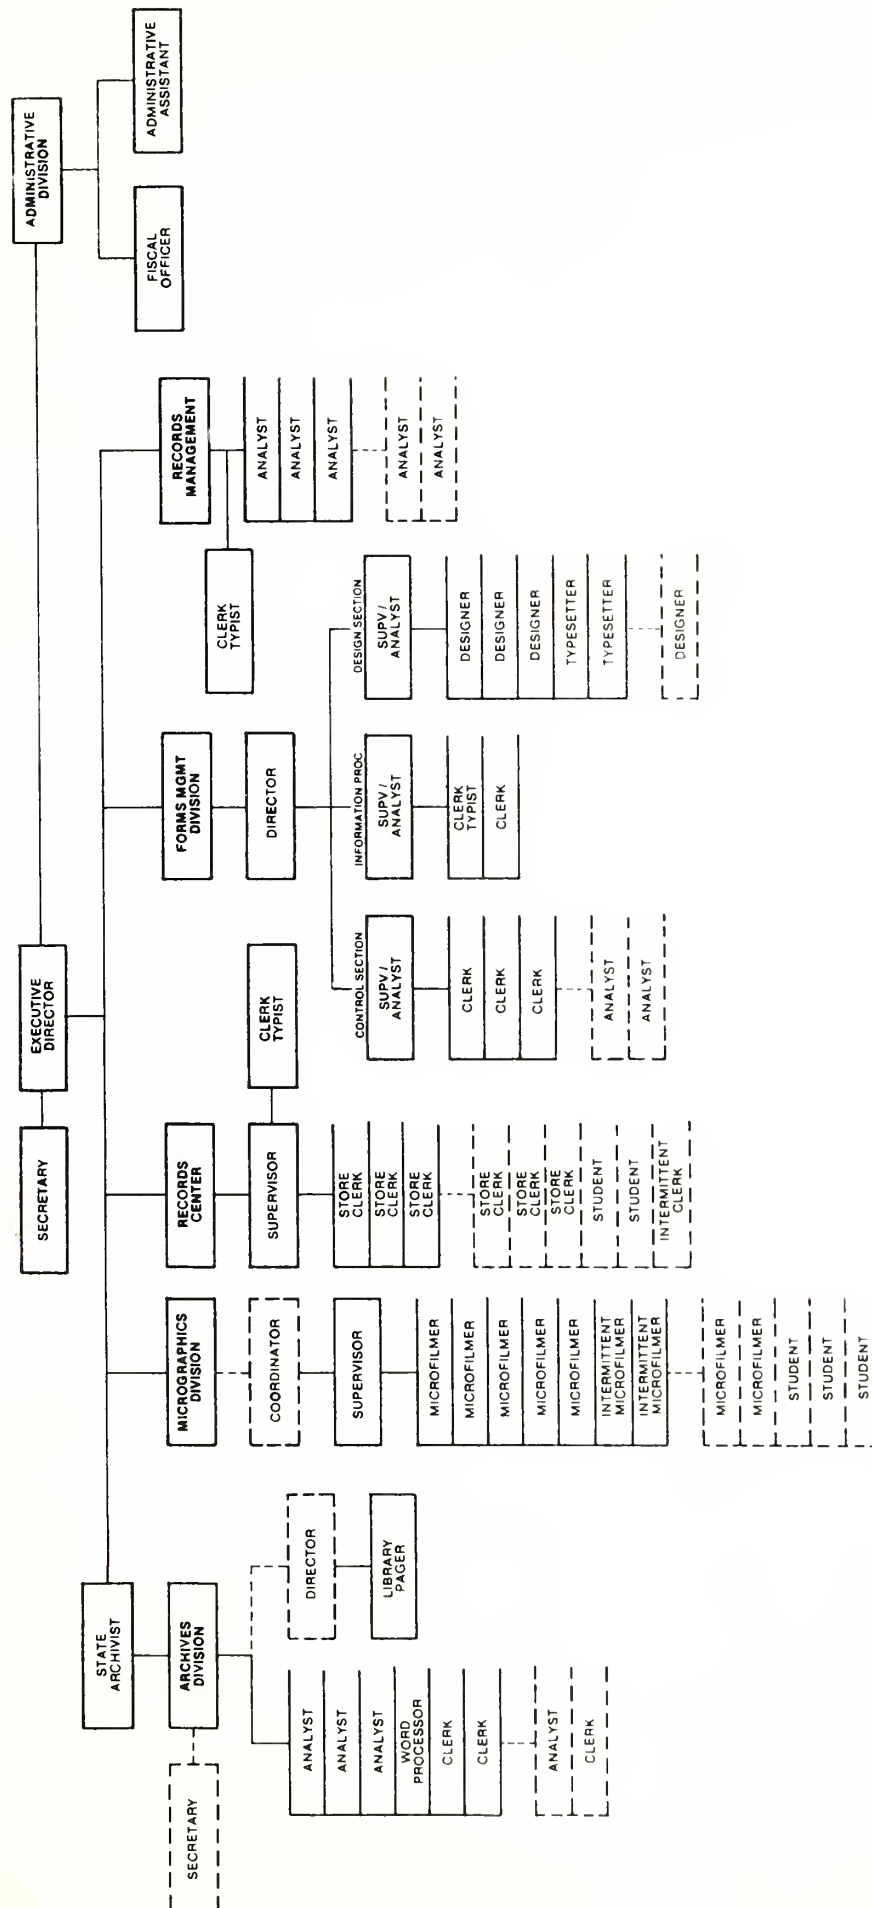 SECRETARY
EXECUTIVE
DIRECTOR
ADMINISTRATIVE
DIVISION
FISCAL
OFFICER
ADMINISTRATIVE
ASSISTANT
STATE
ARCHIVIST
ARCHIVES
DIVISION
SECRETARY
ANALYST
ANALYST
ANALYST
WORD
PROCESSOR
CLERK
CLERK
ANALYST
CLERK
DIRECTOR
LIBRARY
PAGER
MICROGRAPHICS
DIVISION
COORDINATOR
SUPERVISOR
MICROFILMER
MICROFILMER
MICROFILMER
MICROFILMER
MICROFILMER
INTERMITTENT
MICROFILMER
INTERMITTENT
MICROFILMER
MICROFILMER
MICROFILMER
STUDENT
STUDENT
STUDENT
RECORDS
CENTER
SUPERVISOR
CLERK
TYPIST
STORE
CLERK
STORE
CLERK
STORE
CLERK
STORE
CLERK
STORE
CLERK
STORE
CLERK
STUDENT
STUDENT
INTERMITTENT
CLERK
FORMS MGMT
DIVISION
DIRECTOR
CONTROL SECTION
SUPV/
ANALYST
CLERK
CLERK
CLERK
ANALYST
ANALYST
INFORMATION PROC
SUPV/
ANALYST
CLERK
TYPIST
CLERK
DESIGN SECTION
SUPV/
ANALYST
DESIGNER
DESIGNER
DESIGNER
TYPESETTER
TYPESETTER
DESIGNER
RECORDS
MANAGEMENT
CLERK
TYPIST
ANALYST
ANALYST
ANALYST
ANALYST
ANALYST